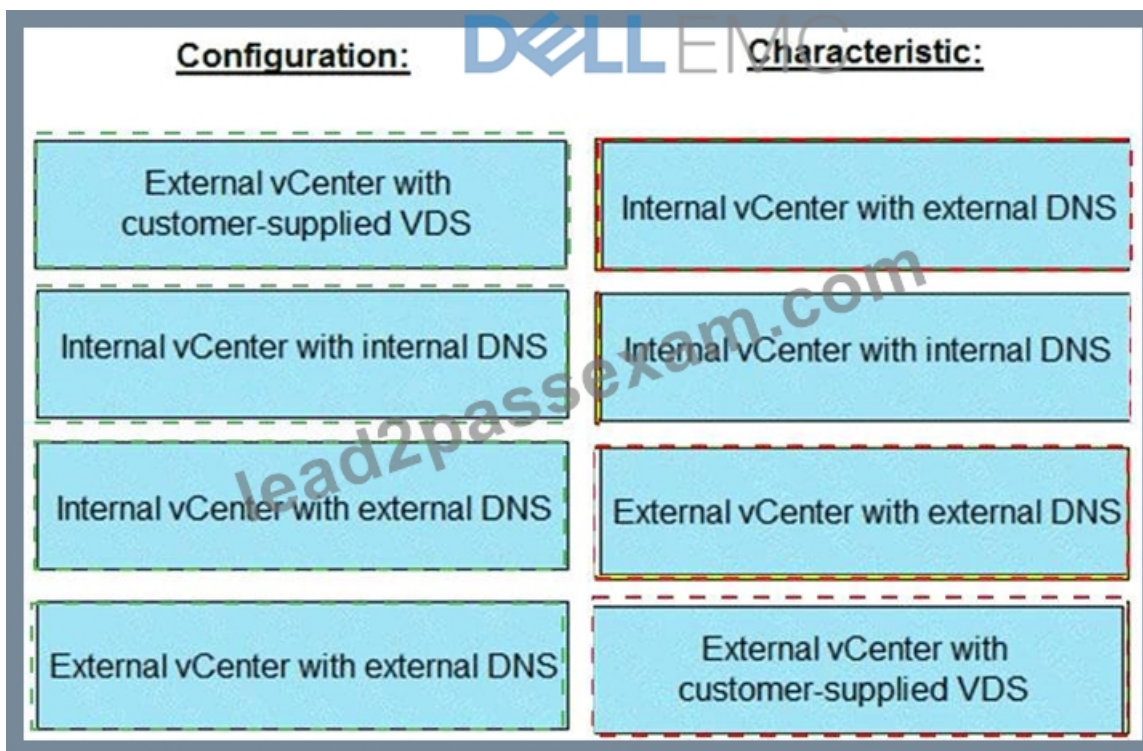 DELL EMC
Configuration:
Characteristic:
External vCenter with
customer-supplied VDS
Internal vCenter with external DNS
Internal vCenter with internal DNS
Internal vCenter with internal DNS
Internal vCenter with external DNS
External vCenter with external DNS
External vCenter with external DNS
External vCenter with
customer-supplied VDS
lead2passexam.com